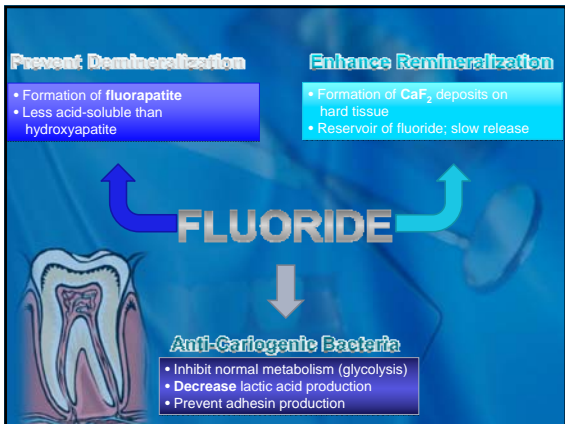 Prevent Demineralization
• Formation of fluorapatite
• Less acid-soluble than
hydroxyapatite
Enhance Remineralization
• Formation of CaF₂ deposits on
hard tissue
• Reservoir of fluoride; slow release
FLUORIDE
Anti-Cariogenic Bacteria
• Inhibit normal metabolism (glycolysis)
• Decrease lactic acid production
• Prevent adhesin production